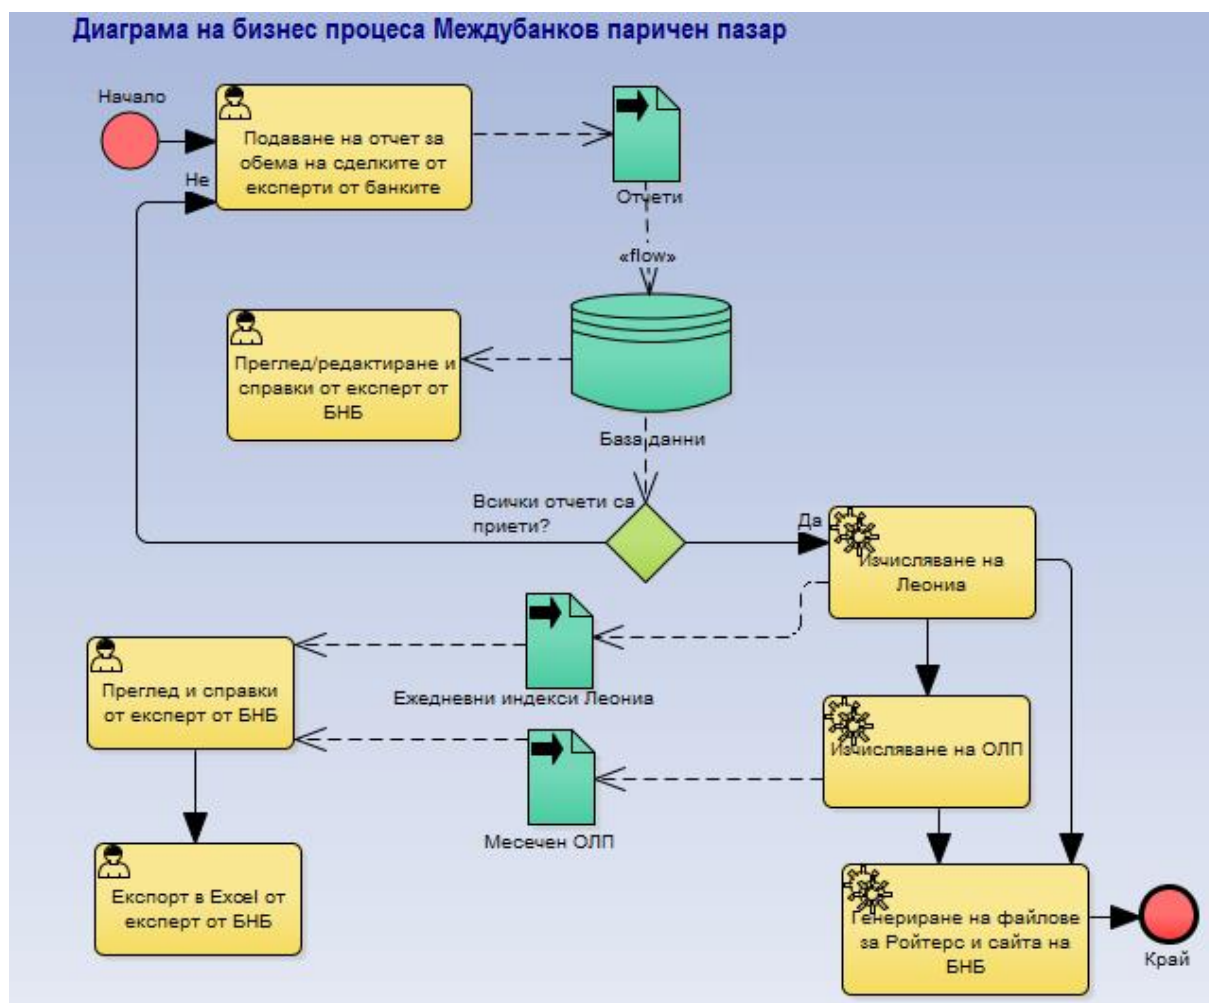 Диаграма на бизнес процеса Междубанков паричен пазар
Начало
Подаване на отчет за
обема на сделките от
експерти от банките
Не
Отчети
«flow»
Преглед/редактиране и
справки от експерт от
БНБ
База данни
Всички отчети са
приети?
Да
Изчисляване на
Леониа
Ежедневни индекси Леониа
Преглед и справки
от експерт от БНБ
Изчисляване на ОЛП
Месечен ОЛП
Експорт в Excel от
експерт от БНБ
Генериране на файлове
за Ройтерс и сайта на
БНБ
Край